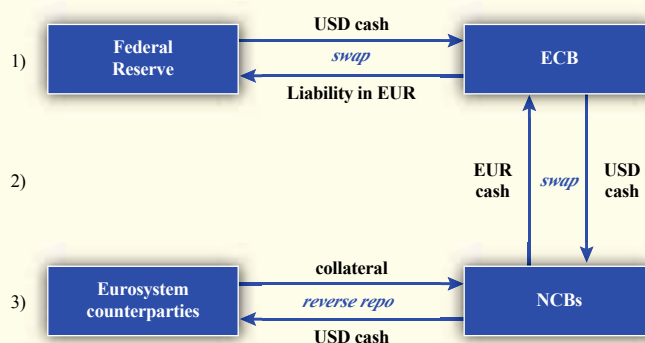 USD cash
1)
Federal
Reserve
swap
ECB
Liability in EUR
2)
EUR
cash
swap
USD
cash
3)
Eurosystem
counterparties
collateral
reverse repo
NCBs
USD cash